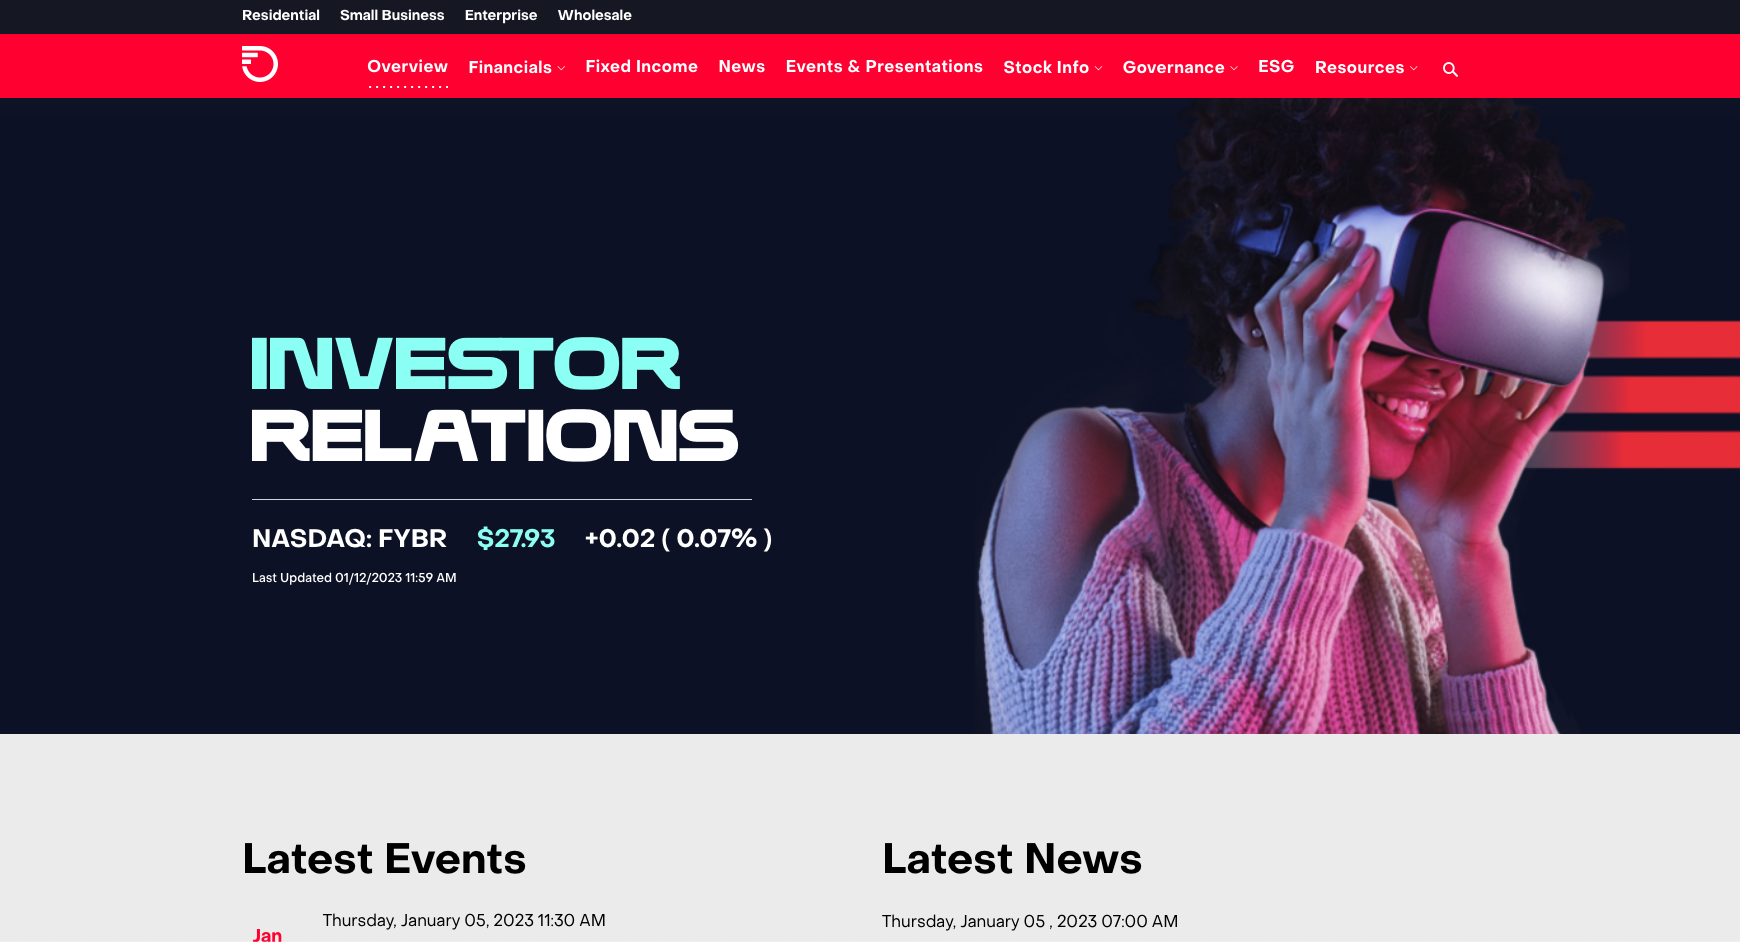 Residential Small Business Enterprise Wholesale
Overview Financials Fixed Income News Events & Presentations Stock Info Governance ESG Resources
INVESTOR
RELATIONS
NASDAQ: FYBR $27.93 +0.02 ( 0.07% )
Last Updated 01/12/2023 11:59 AM
Latest Events
Thursday, January 05, 2023 11:30 AM
Jan
Latest News
Thursday, January 05 , 2023 07:00 AM